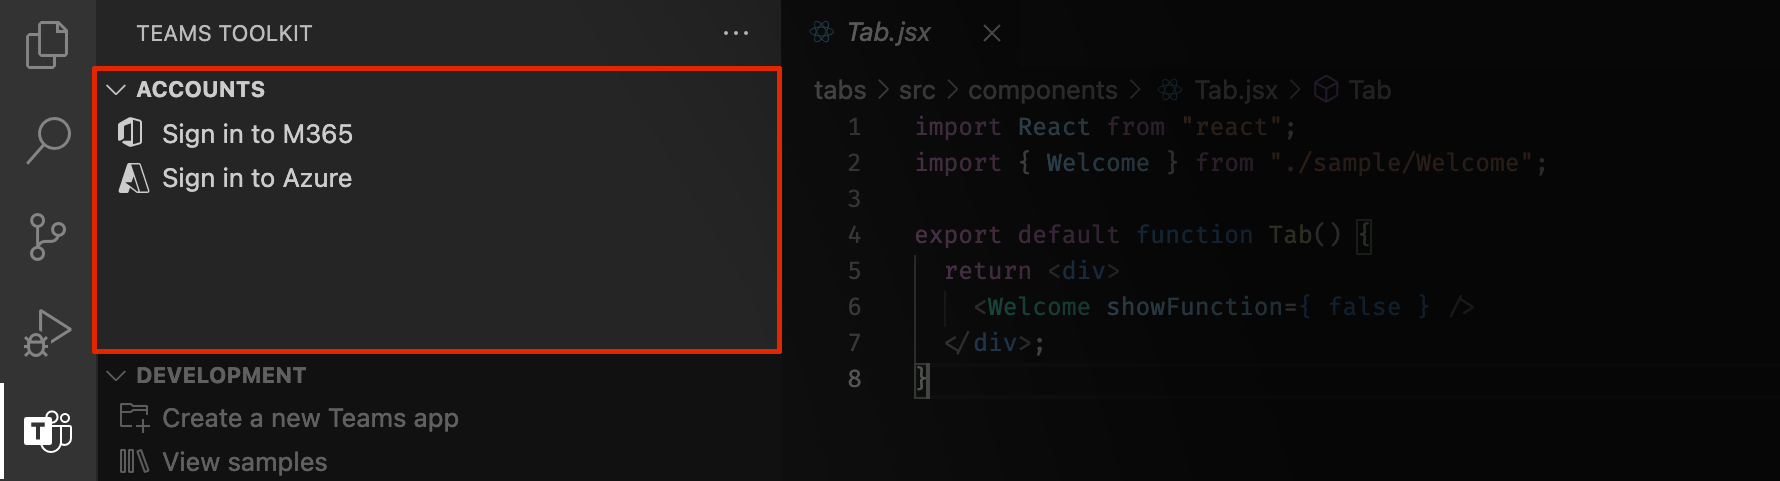 TEAMS TOOLKIT
ACCOUNTS
Sign in to M365
Sign in to Azure
DEVELOPMENT
Create a new Teams app
View samples
Tab.jsx
tabs > src > components > Tab.jsx > Tab
1 import React from "react";
2 import { Welcome } from "./sample/Welcome";
3
4 export default function Tab() {
5 return <div>
6 <Welcome showFunction={ false } />
7 </div>;
8 }